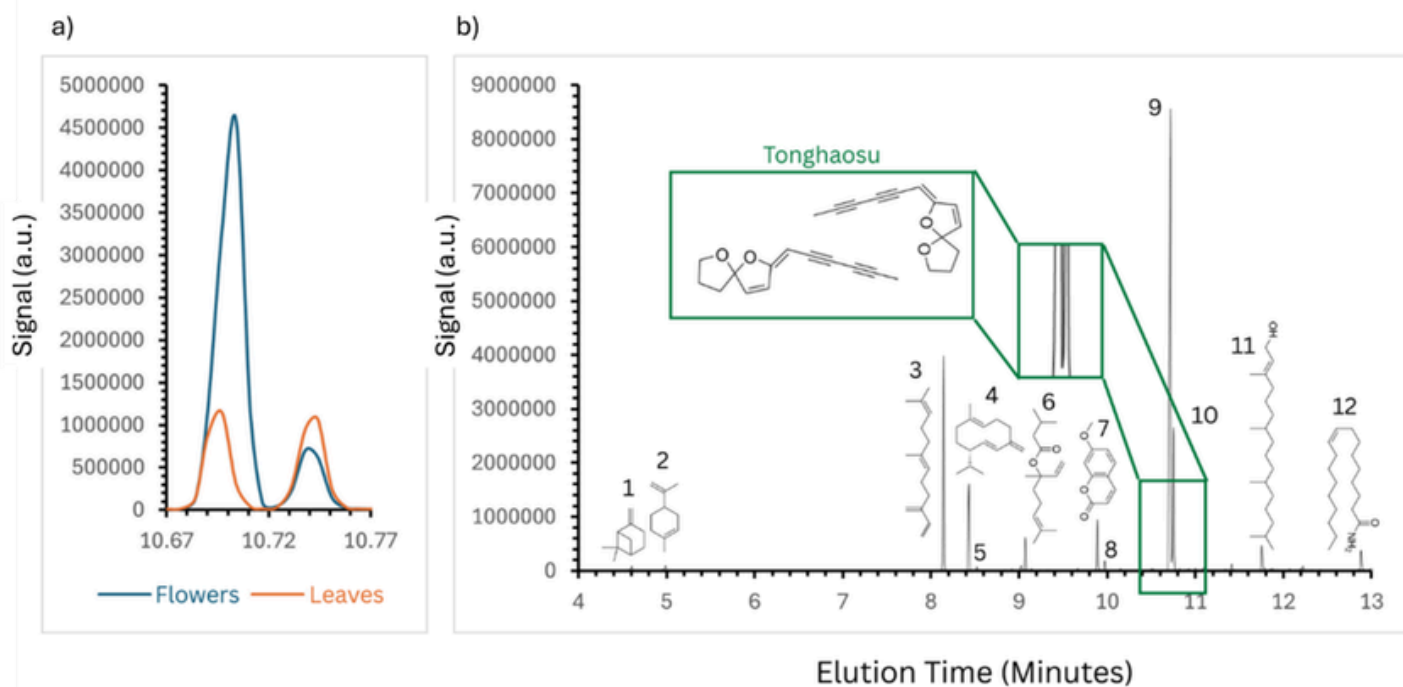 a)
5000000
4500000
4000000
3500000
3000000
2500000
2000000
1500000
1000000
500000
0
Signal (a.u.)
10.67 10.72 10.77
Flowers Leaves
b)
9000000
8000000
7000000
6000000
5000000
4000000
3000000
2000000
1000000
0
Signal (a.u.)
Tonghaosu
O O
O
O
1
2
3
4
5
6
O
O
7
O
O
O
8
9
10
11
OH
12
O
NH2
4 5 6 7 8 9 10 11 12 13
Elution Time (Minutes)